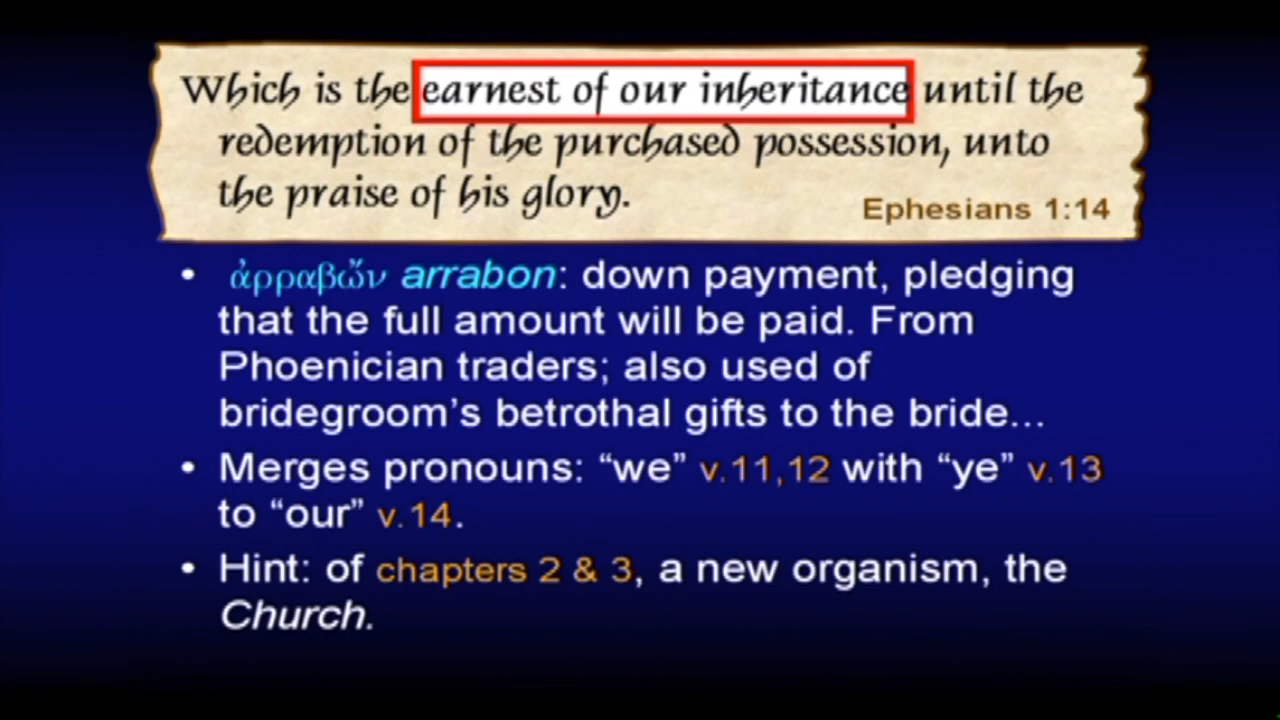 Which is the earnest of our inheritance until the
redemption of the purchased possession, unto
the praise of his glory.
Ephesians 1:14
• ἀρραβὤν arrabon: down payment, pledging
that the full amount will be paid. From
Phoenician traders; also used of
bridegroom’s betrothal gifts to the bride...
• Merges pronouns: “we” v.11,12 with “ye” v.13
to “our” v.14.
• Hint: of chapters 2 & 3, a new organism, the
Church.